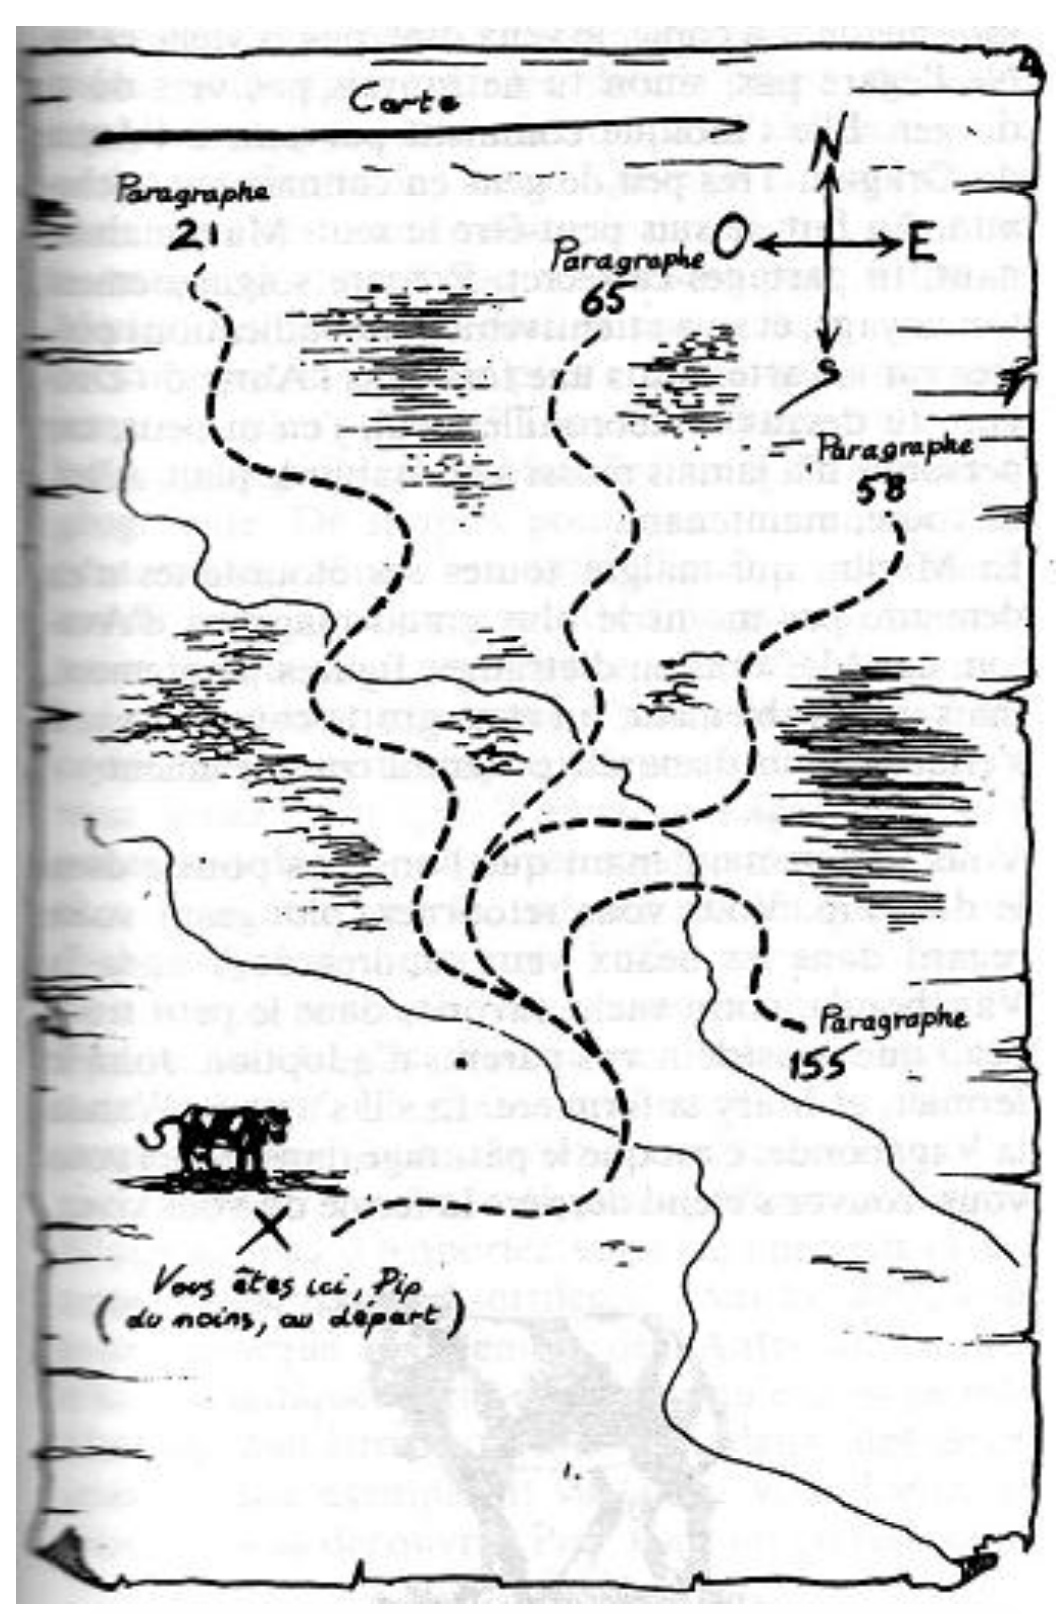 Carte
N
O E
S
Paragraphe
21
Paragraphe
65
Paragraphe
58
Paragraphe
155
Vous êtes ici, Pip
(du moins, au départ)